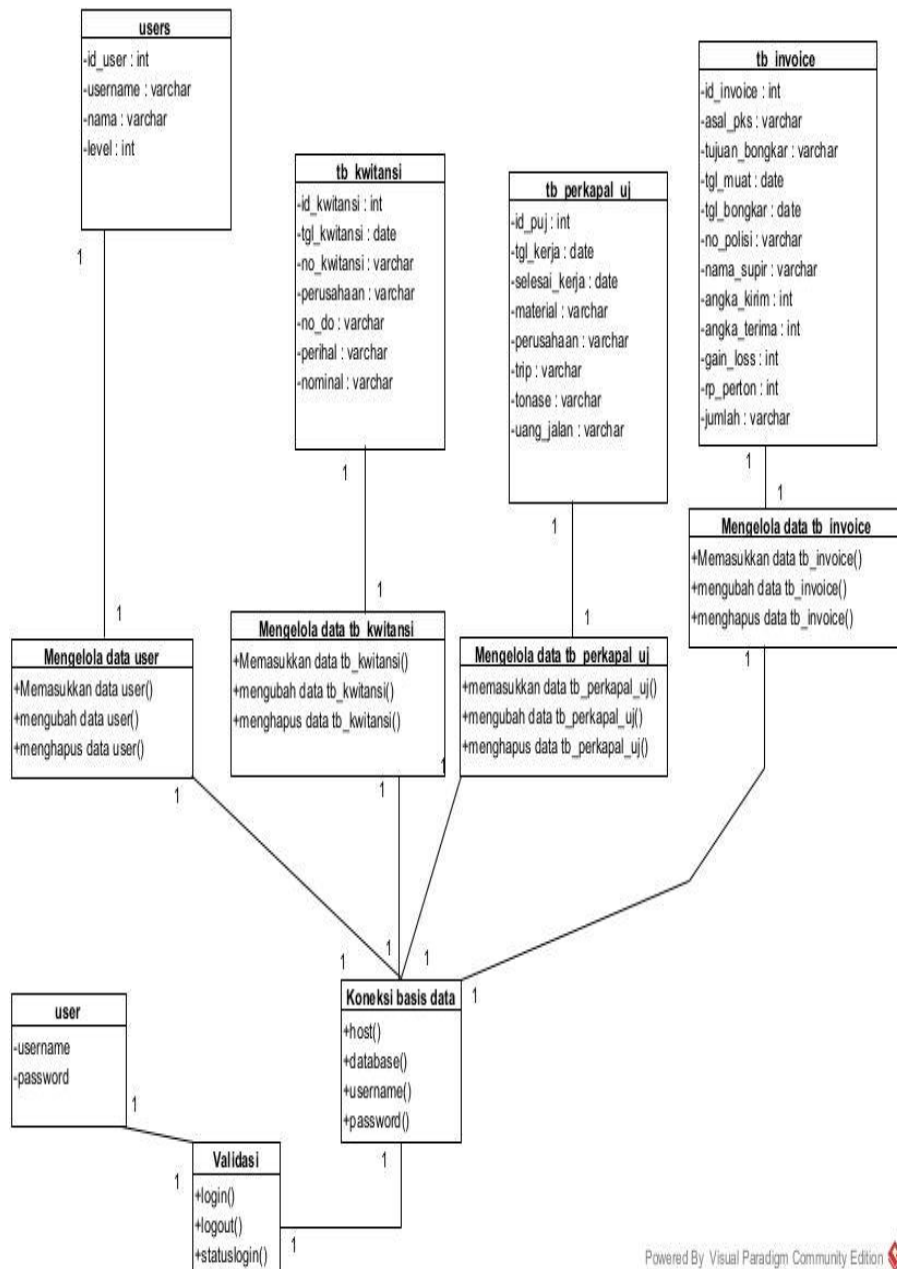 users
-id_user : int
-username : varchar
-nama : varchar
-level : int
1
1
tb_kwitansi
-id_kwitansi : int
-tgl_kwitansi : date
-no_kwitansi : varchar
-perusahaan : varchar
-no_do : varchar
-perihal : varchar
-nominal : varchar
1
1
tb_perkapal_uj
-id_puj : int
-tgl_kerja : date
-selesai_kerja : date
-material : varchar
-perusahaan : varchar
-trip : varchar
-tonase : varchar
-uang_jalan : varchar
1
1
tb_invoice
-id_invoice : int
-asal_pks : varchar
-tujuan_bongkar : varchar
-tgl_muat : date
-tgl_bongkar : date
-no_polisi : varchar
-nama_supir : varchar
-angka_kirim : int
-angka_terima : int
-gain_loss : int
-rp_perton : int
-jumlah : varchar
1
1
Mengelola data user
+Memasukkan data user()
+mengubah data user()
+menghapus data user()
1
Mengelola data tb_kwitansi
+Memasukkan data tb_kwitansi()
+mengubah data tb_kwitansi()
+menghapus data tb_kwitansi()
1
1
Mengelola data tb_perkapal_uj
+memasukkan data tb_perkapal_uj()
+mengubah data tb_perkapal_uj()
+menghapus data tb_perkapal_uj()
Mengelola data tb_invoice
+Memasukkan data tb_invoice()
+mengubah data tb_invoice()
+menghapus data tb_invoice()
1
1
1
1
1
Koneksi basis data
+host()
+database()
+username()
+password()
1
user
-username
-password
1
1
Validasi
+login()
+logout()
+statuslogin()
1
Powered By Visual Paradigm Community Edition